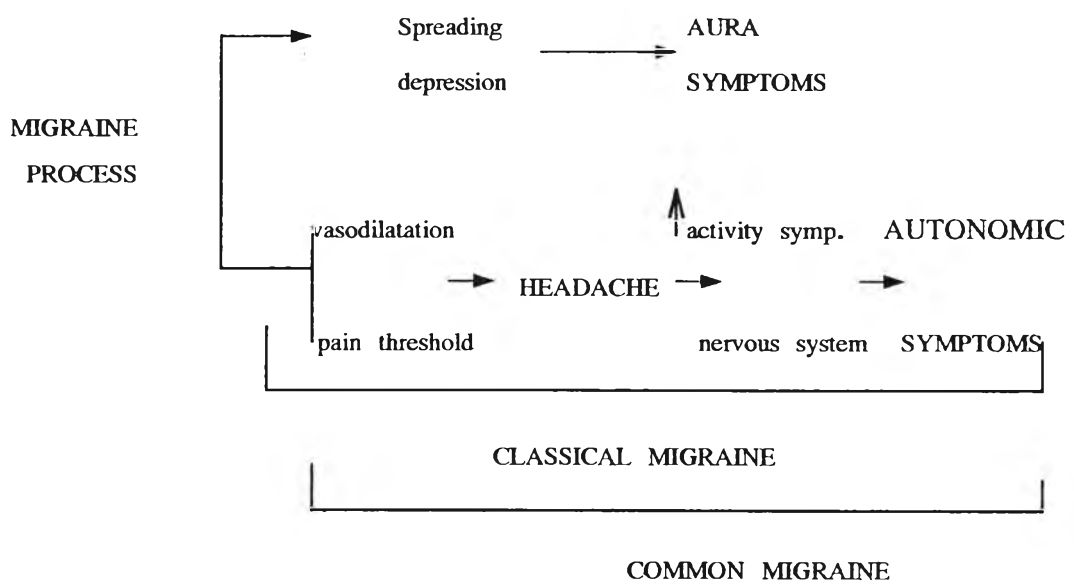 Spreading
depression
AURA
SYMPTOMS
MIGRAINE
PROCESS
vasodilatation
pain threshold
HEADACHE
activity symp.
nervous system
AUTONOMIC
SYMPTOMS
CLASSICAL MIGRAINE
COMMON MIGRAINE